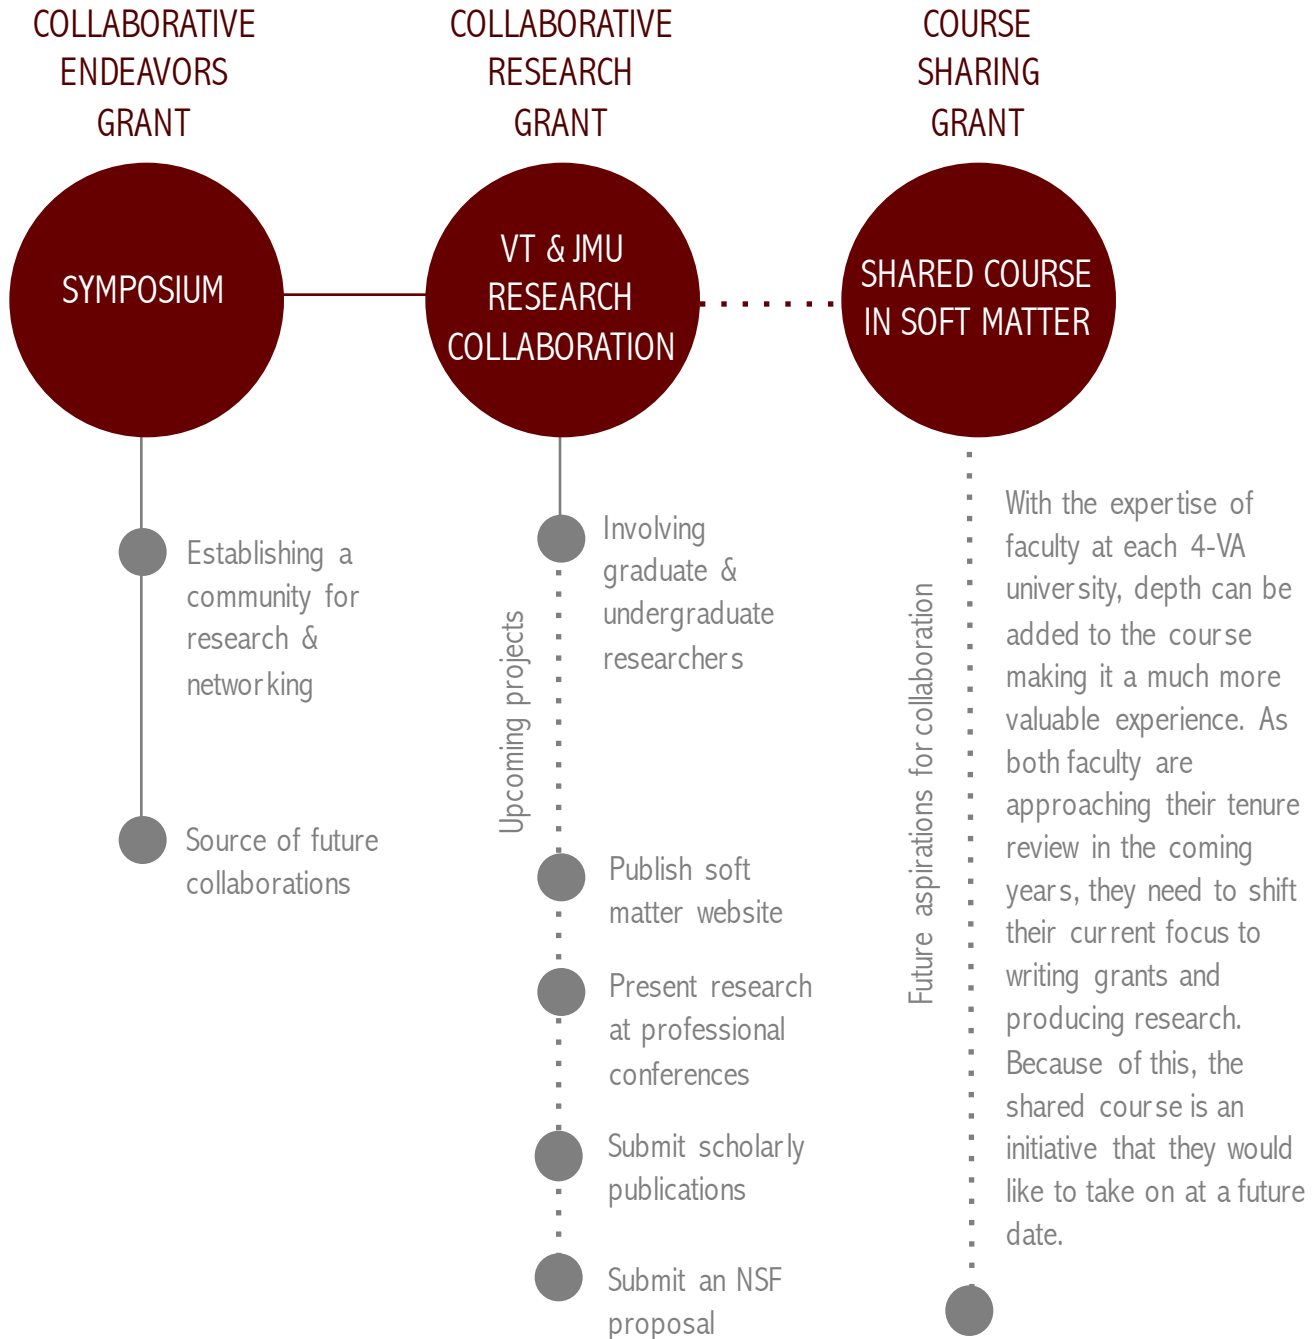 COLLABORATIVE
ENDEAVORS
GRANT
SYMPOSIUM
Establishing a
community for
research &
networking
Source of future
collaborations
COLLABORATIVE
RESEARCH
GRANT
VT & JMU
RESEARCH
COLLABORATION
Upcoming projects
Involving
graduate &
undergraduate
researchers
Publish soft
matter website
Present research
at professional
conferences
Submit scholarly
publications
Submit an NSF
proposal
COURSE
SHARING
GRANT
SHARED COURSE
IN SOFT MATTER
Future aspirations for collaboration
With the expertise of
faculty at each 4-VA
university, depth can be
added to the course
making it a much more
valuable experience. As
both faculty are
approaching their tenure
review in the coming
years, they need to shift
their current focus to
writing grants and
producing research.
Because of this, the
shared course is an
initiative that they would
like to take on at a future
date.